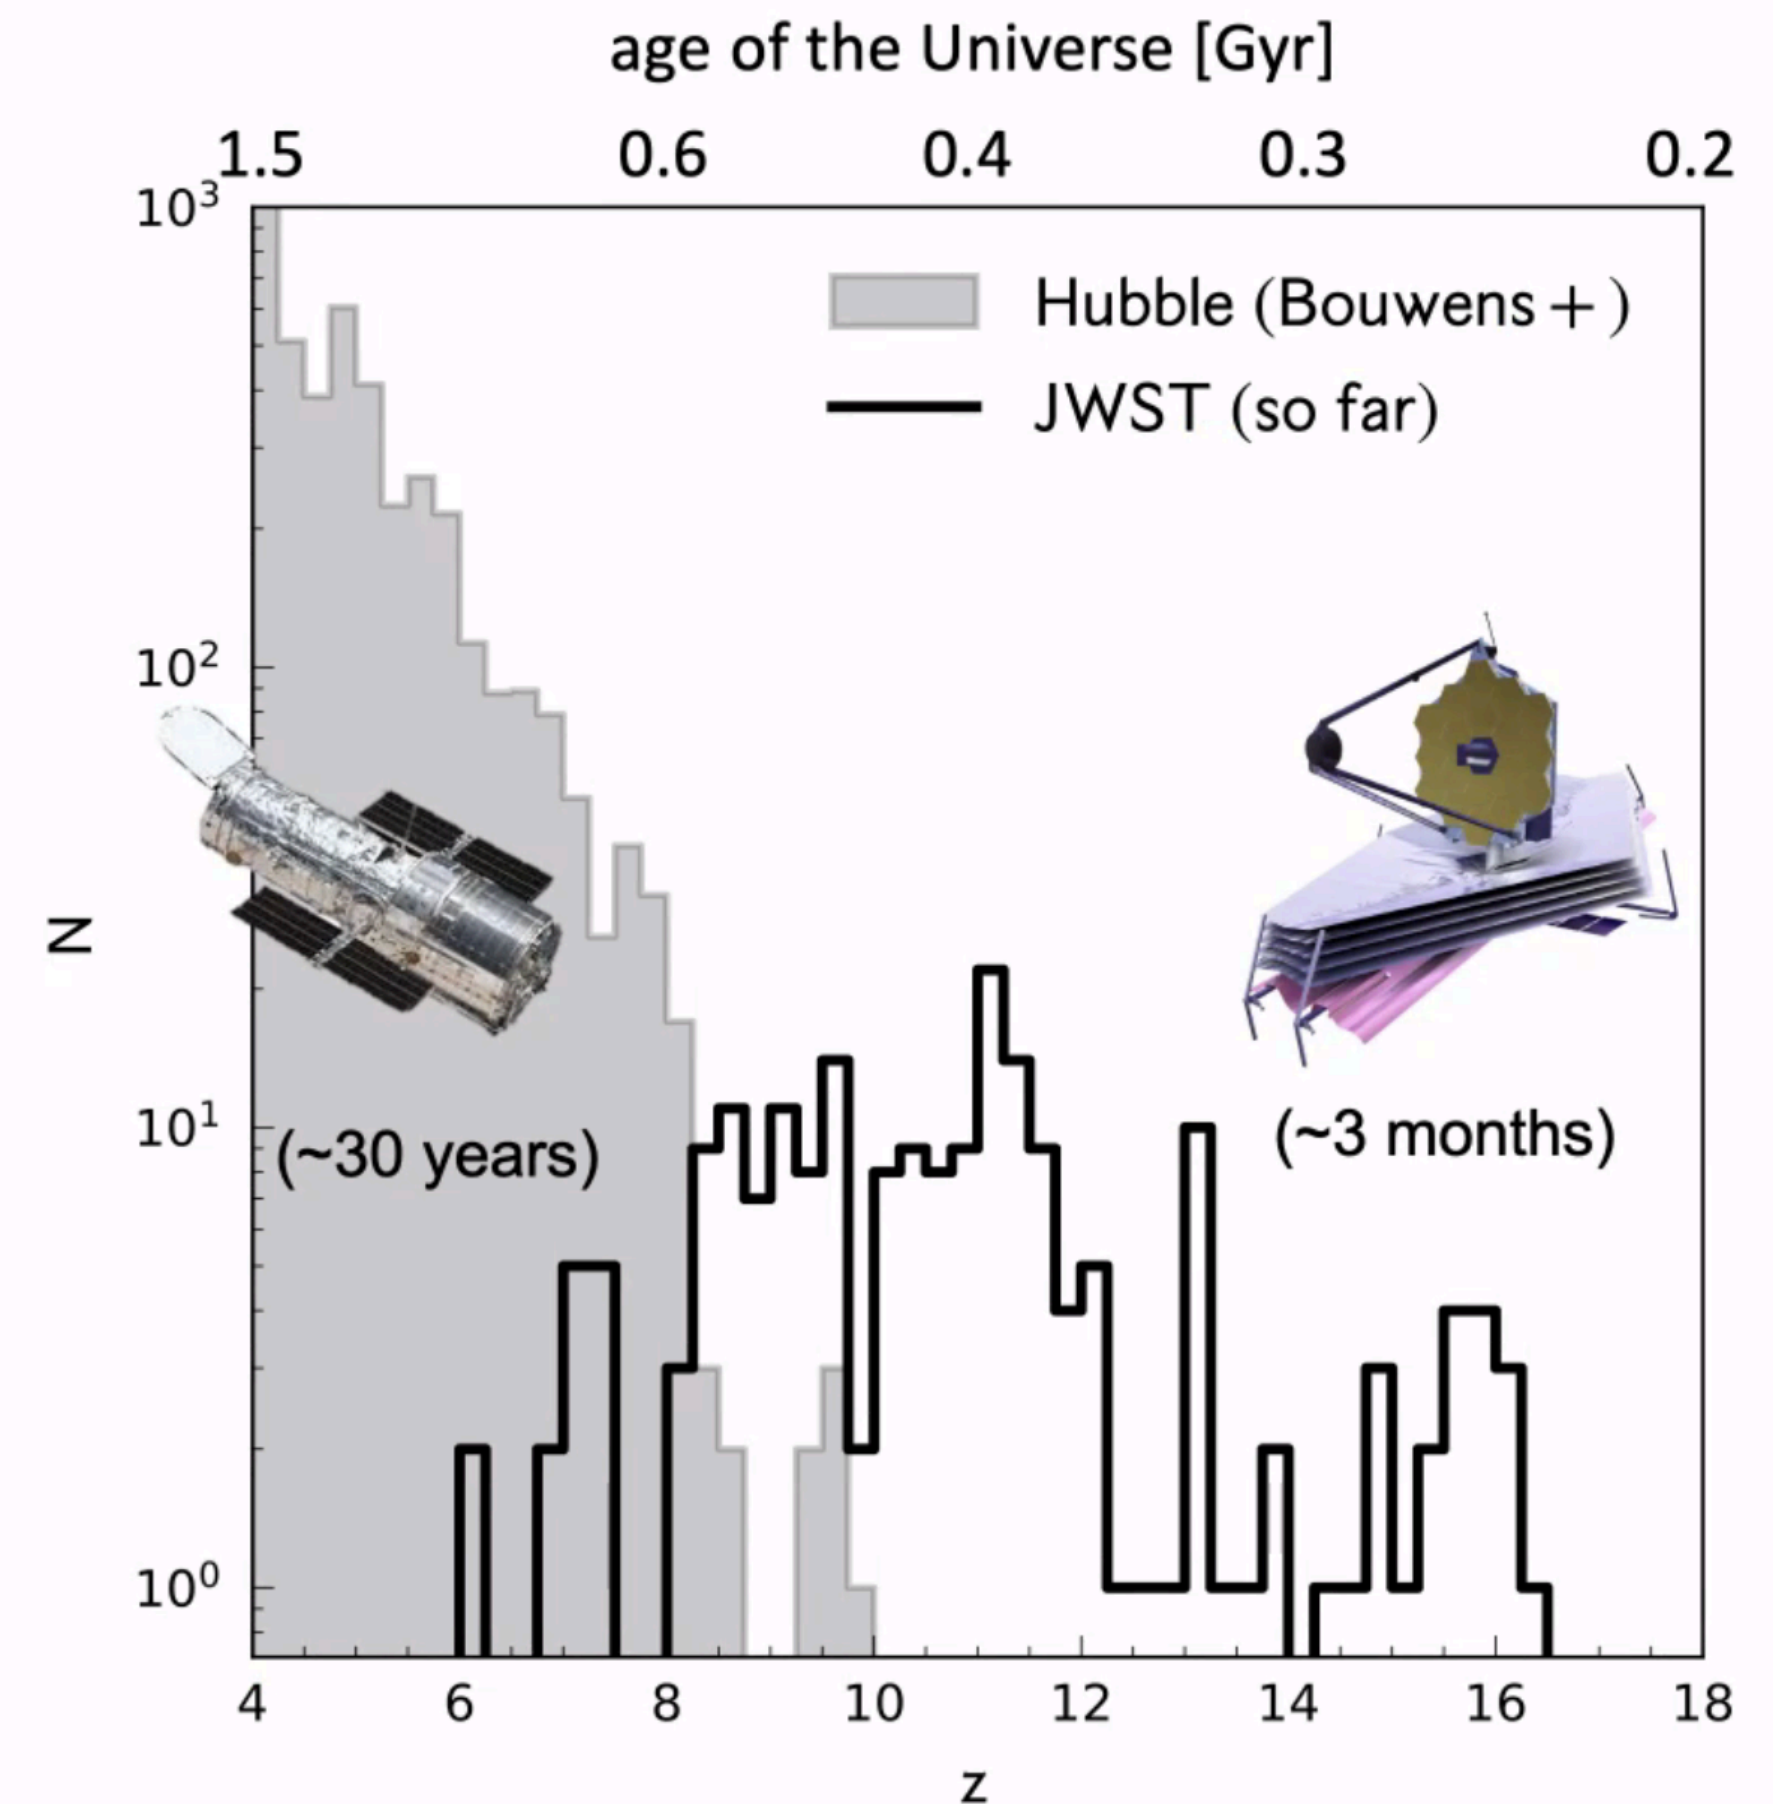 age of the Universe [Gyr]
1.5 0.6 0.4 0.3 0.2
10³
Hubble (Bouwens+)
JWST (so far)
10²
N
10¹
(~30 years)
(~3 months)
10⁰
4 6 8 10 12 14 16 18
z